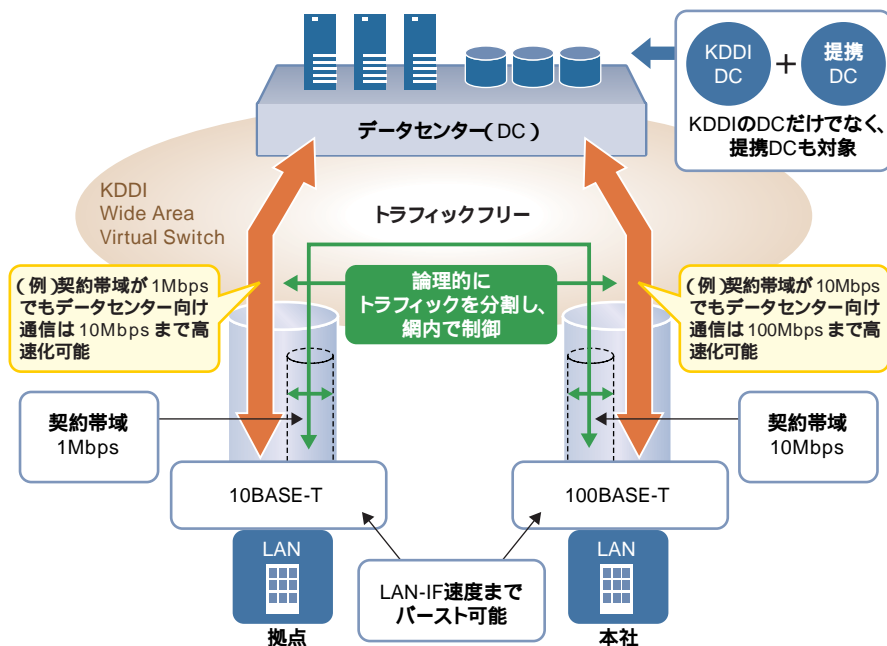 KDDI
DC
+
提携
DC
KDDIのDCだけでなく、
提携DCも対象
データセンター(DC)
KDDI
Wide Area
Virtual Switch
トラフィックフリー
(例)契約帯域が1Mbps
でもデータセンター向け
通信は10Mbpsまで高
速化可能
論理的に
トラフィックを分割し、
網内で制御
(例)契約帯域が10Mbps
でもデータセンター向け
通信は100Mbpsまで高
速化可能
契約帯域
1Mbps
契約帯域
10Mbps
10BASE-T
100BASE-T
LAN
LAN-IF速度まで
バースト可能
LAN
拠点
本社